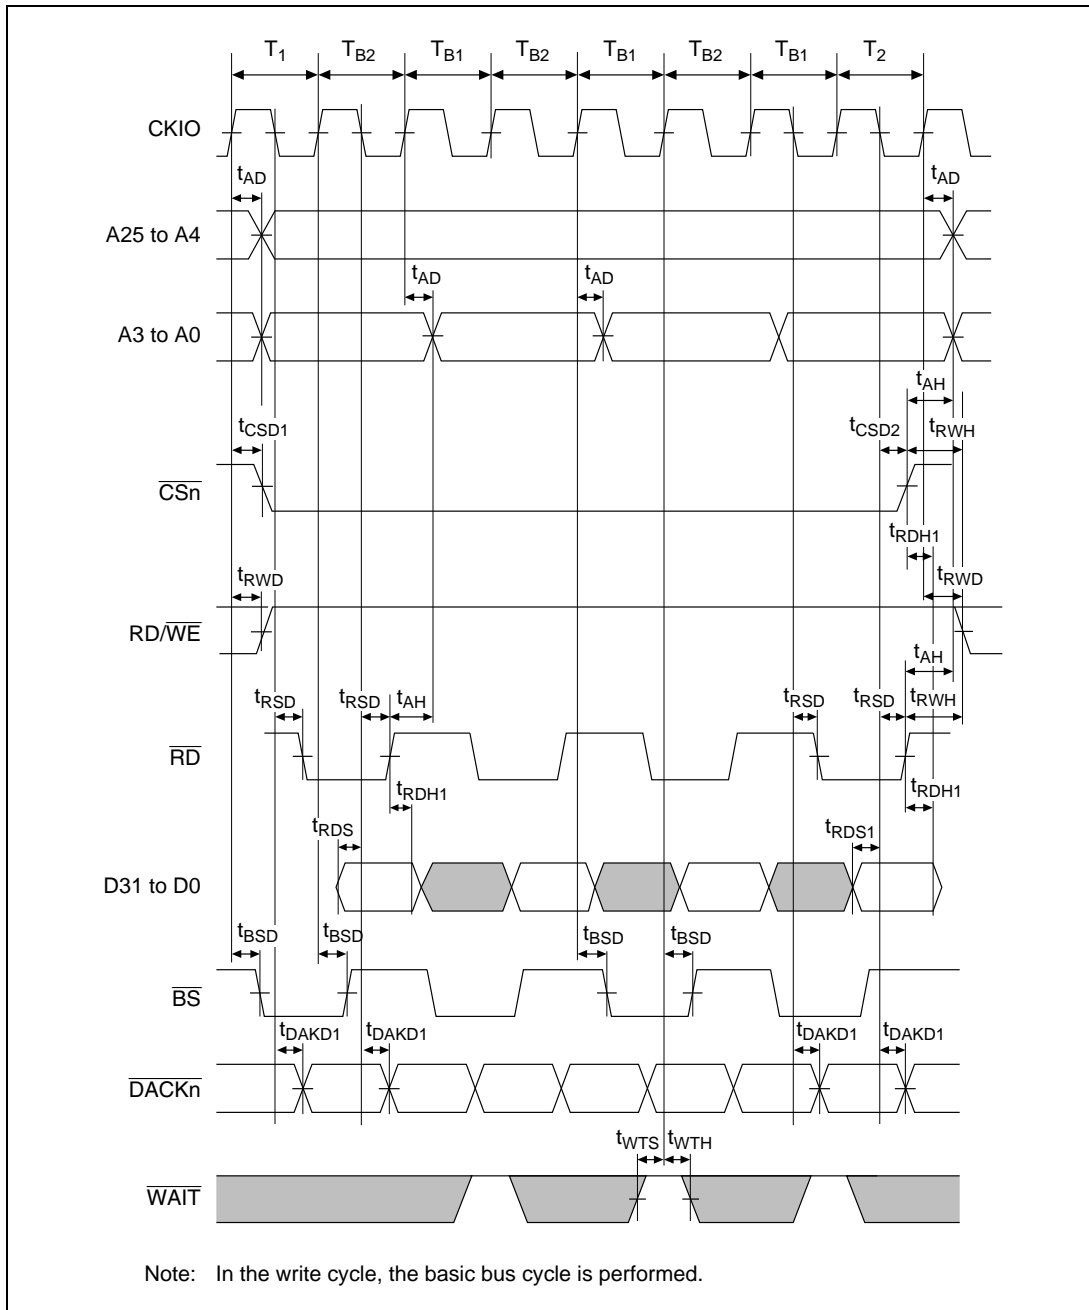 T1 TB2 TB1 TB2 TB1 TB2 TB1 T2
CKIO
tAD tAD
A25 to A4
tAD tAD
A3 to A0
tAH
tCSD1 tCSD2 tRWH
CSn
tRDH1
tRWD tRWD
RD/WE
tAH
tRSD tRSD tAH tRSD tRSD tRWH
RD
tRDH1 tRDH1
tRDS tRDS1
D31 to D0
tBSD tBSD tBSD tBSD
BS
tDAKD1 tDAKD1 tDAKD1 tDAKD1
DACKn
tWTS tWTH
WAIT
Note: In the write cycle, the basic bus cycle is performed.